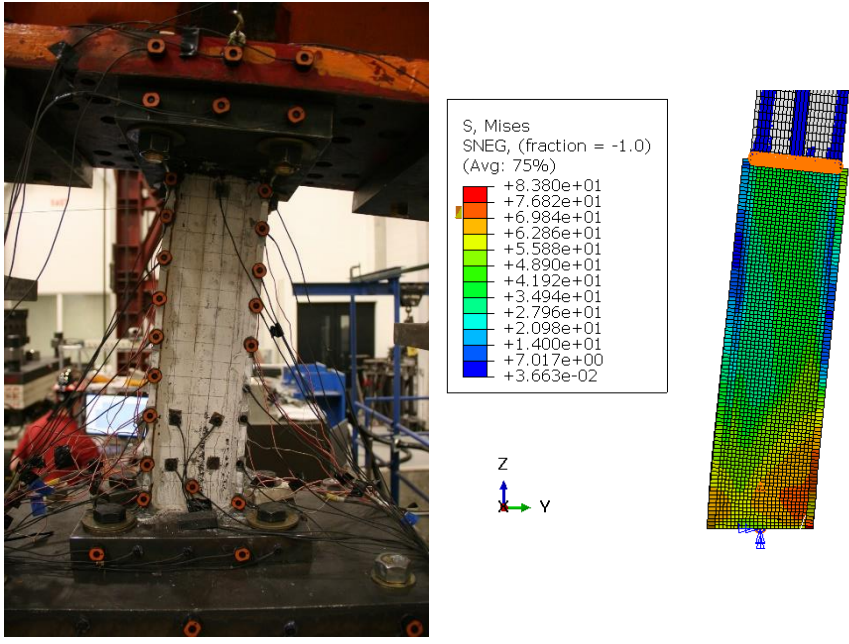 S, Mises
SNEG, (fraction = -1.0)
(Avg: 75%)
+8.380e+01
+7.682e+01
+6.984e+01
+6.286e+01
+5.588e+01
+4.890e+01
+4.192e+01
+3.494e+01
+2.796e+01
+2.098e+01
+1.400e+01
+7.017e+00
+3.663e-02
Z
Y
X